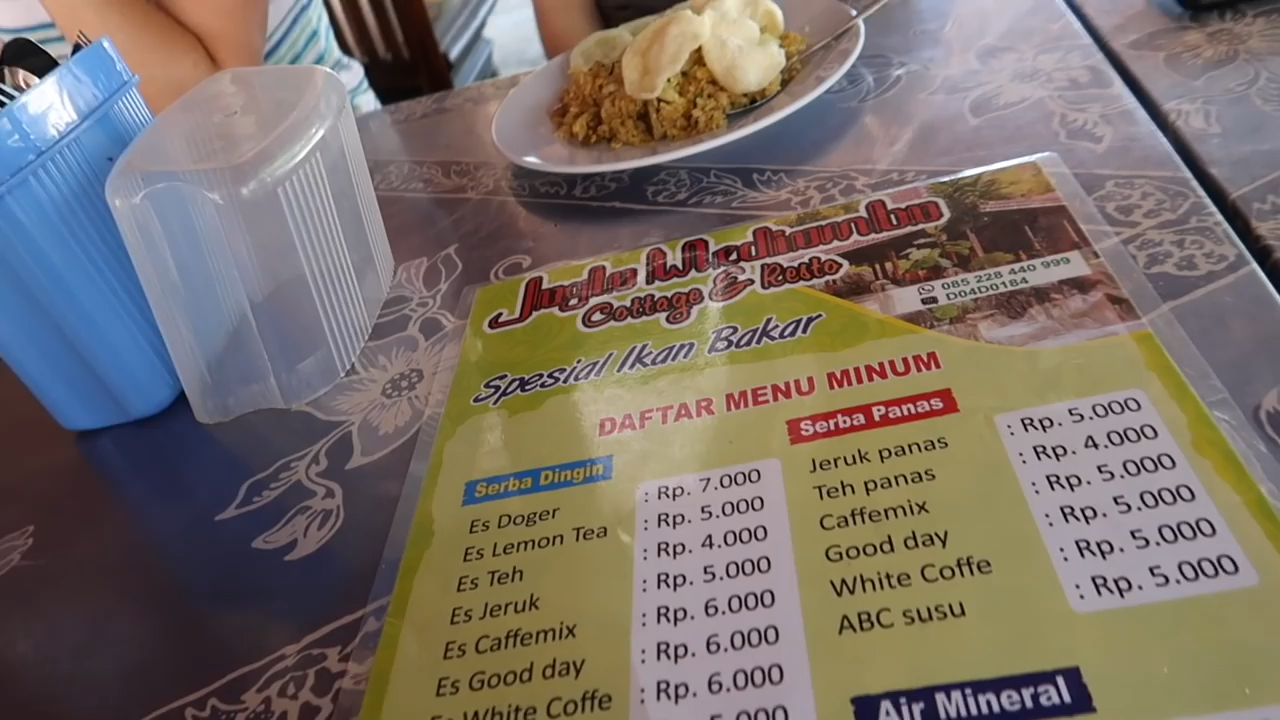 Joglo Mediombo
Cottage & Resto
085 228 440 999
D04D0184
Spesial Ikan Bakar
DAFTAR MENU MINUM
Serba Dingin
Es Doger : Rp. 7.000
Es Lemon Tea : Rp. 5.000
Es Teh : Rp. 4.000
Es Jeruk : Rp. 5.000
Es Caffemix : Rp. 6.000
Es Good day : Rp. 6.000
Es White Coffe : Rp. 6.000
Serba Panas
Jeruk panas : Rp. 5.000
Teh panas : Rp. 4.000
Caffemix : Rp. 5.000
Good day : Rp. 5.000
White Coffe : Rp. 5.000
ABC susu : Rp. 5.000
Air Mineral